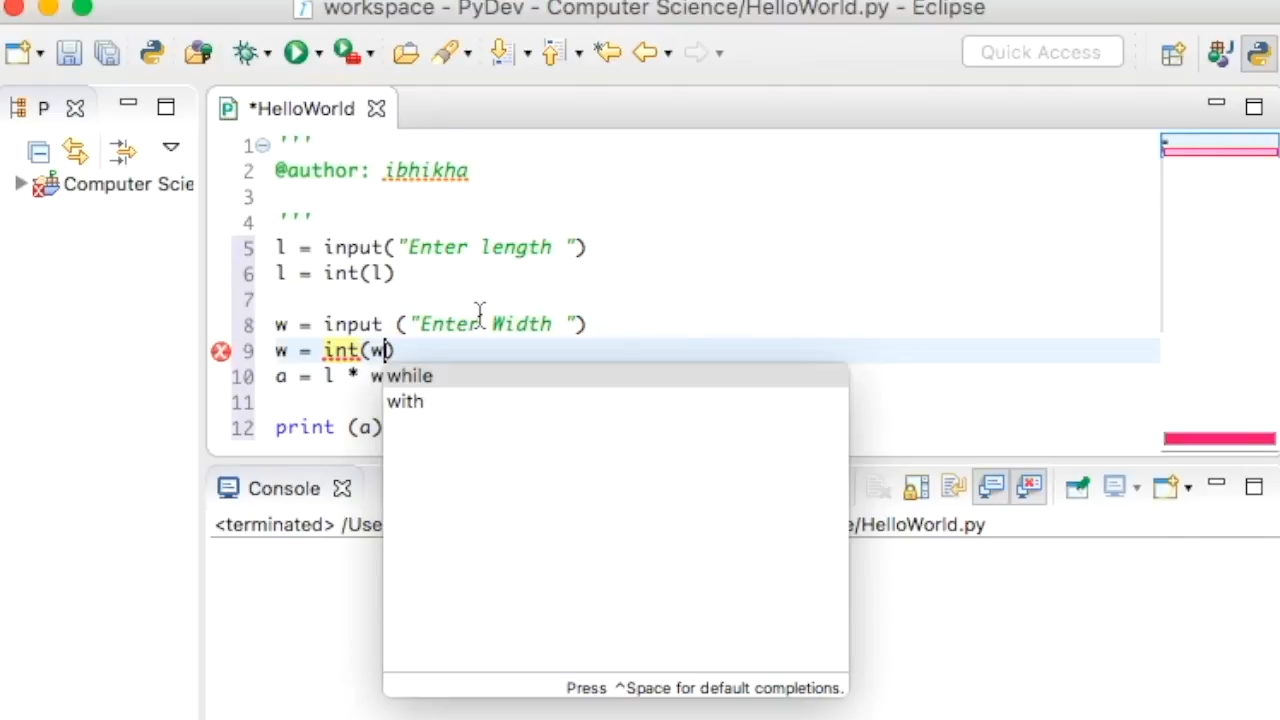 workspace - PyDev - Computer Science/HelloWorld.py - Eclipse
Quick Access
P
*HelloWorld
Computer Scie
1 '''
2 @author: ibhikha
3
4 '''
5 l = input("Enter length ")
6 l = int(l)
7
8 w = input ("Enter Width ")
9 w = int(w)
10 a = l * w
11
12 print (a)
while
with
Press ^Space for default completions.
Console
<terminated> /Use
e/HelloWorld.py